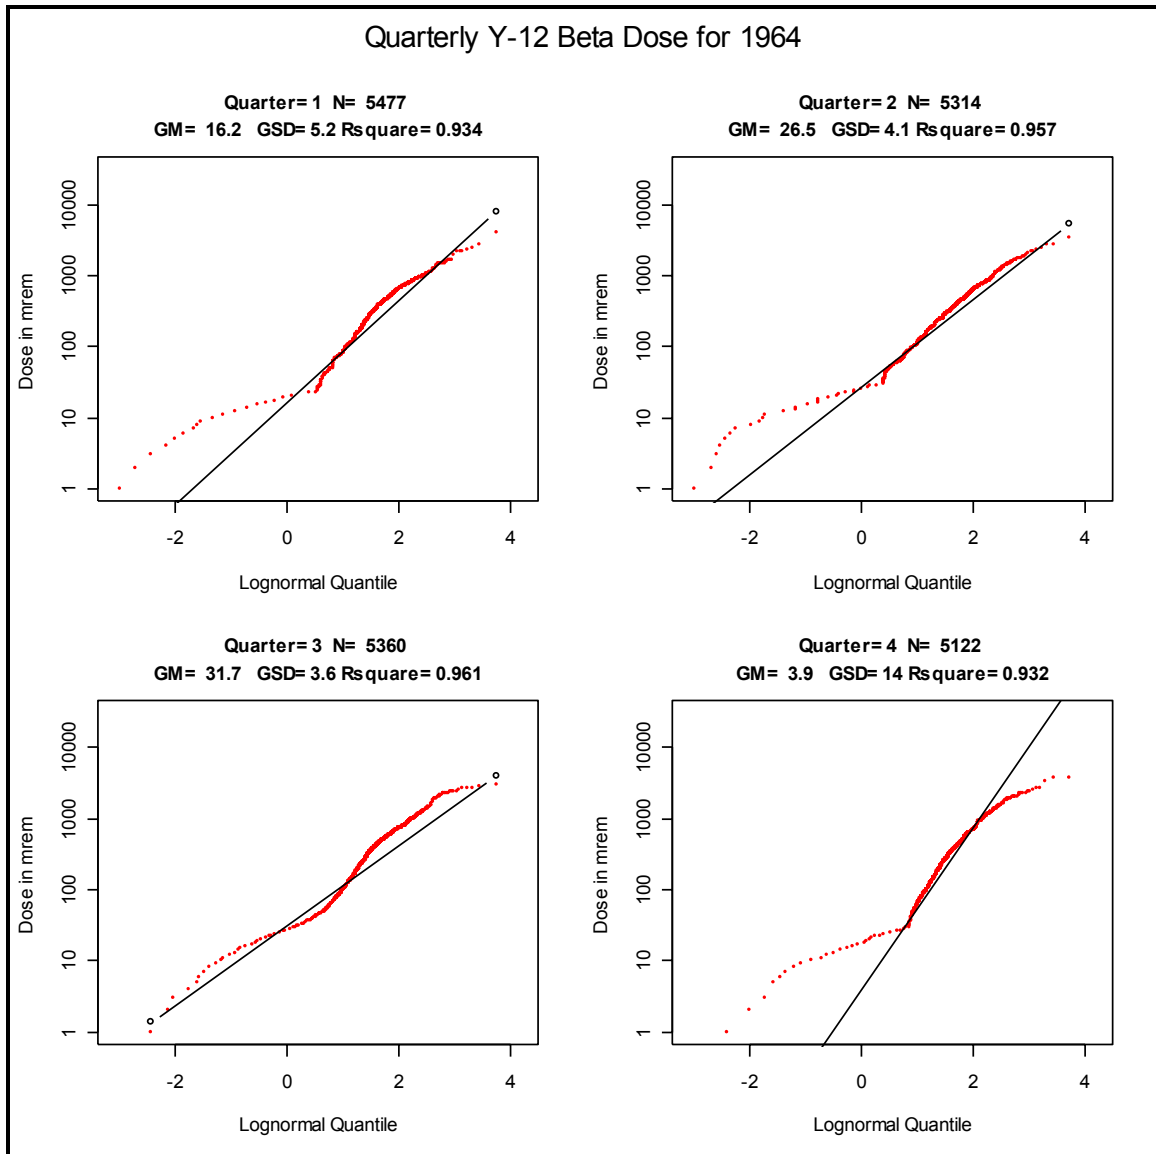 Quarterly Y-12 Beta Dose for 1964
Quarter= 1 N= 5477
GM= 16.2 GSD= 5.2 Rsquare= 0.934
Dose in mrem
1 10 100 1000 10000
-2 0 2 4
Lognormal Quantile
Quarter= 2 N= 5314
GM= 26.5 GSD= 4.1 Rsquare= 0.957
Dose in mrem
1 10 100 1000 10000
-2 0 2 4
Lognormal Quantile
Quarter= 3 N= 5360
GM= 31.7 GSD= 3.6 Rsquare= 0.961
Dose in mrem
1 10 100 1000 10000
-2 0 2 4
Lognormal Quantile
Quarter= 4 N= 5122
GM= 3.9 GSD= 14 Rsquare= 0.932
Dose in mrem
1 10 100 1000 10000
-2 0 2 4
Lognormal Quantile